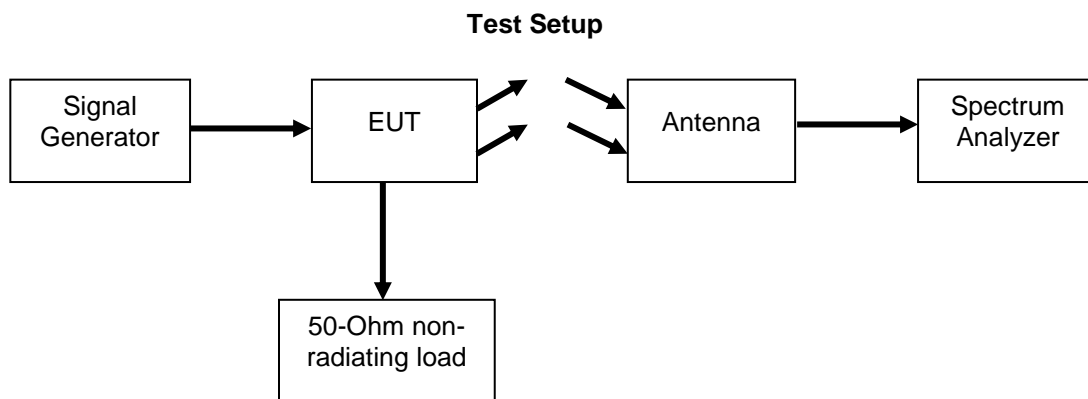 Test Setup
Signal
Generator
EUT
Antenna
Spectrum
Analyzer
50-Ohm non-
radiating load